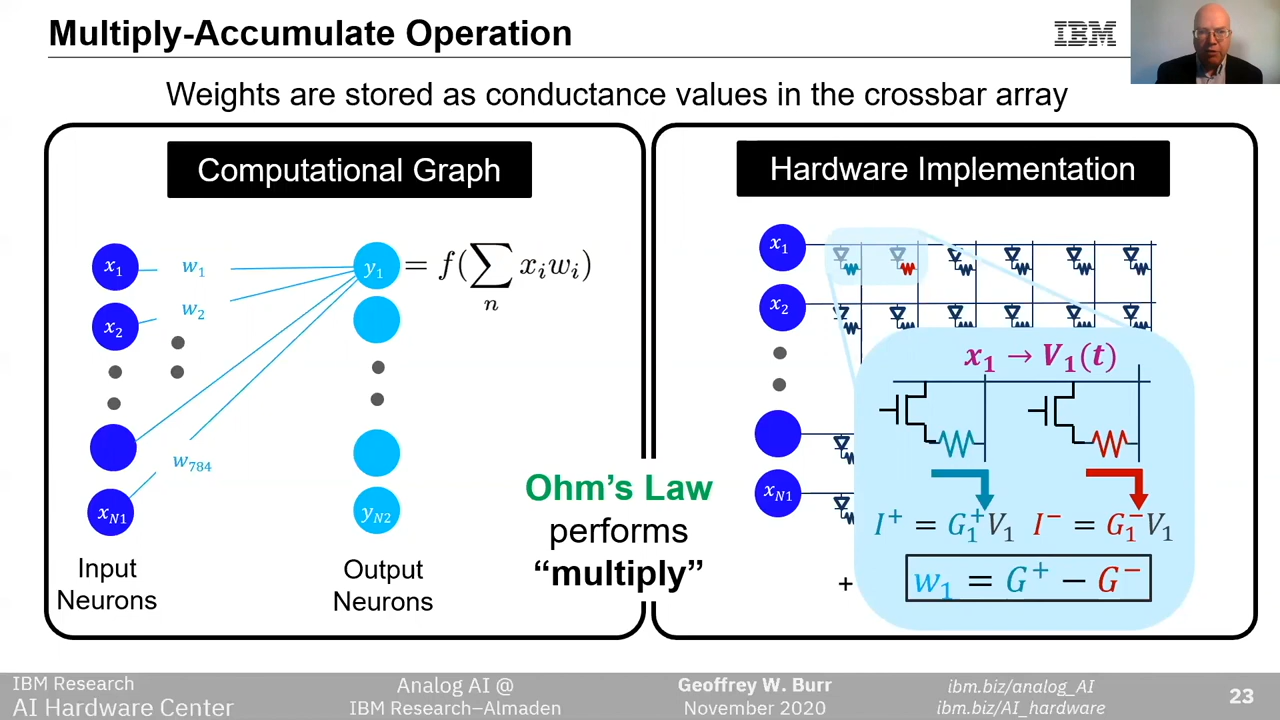 Multiply-Accumulate Operation
IBM
Weights are stored as conductance values in the crossbar array
Computational Graph
x₁
w₁
w₂
x₂
w₇₈₄
x_N1
y₁ = f(∑ₙ xᵢwᵢ)
y_N2
Input
Neurons
Output
Neurons
Ohm's Law
performs
“multiply”
Hardware Implementation
x₁
x₂
x_N1
x₁ → V₁(t)
I⁺ = G₁⁺V₁ I⁻ = G₁⁻V₁
+
w₁ = G⁺ − G⁻
IBM Research
AI Hardware Center
Analog AI @
IBM Research–Almaden
Geoffrey W. Burr
November 2020
ibm.biz/analog_AI
ibm.biz/AI_hardware
23